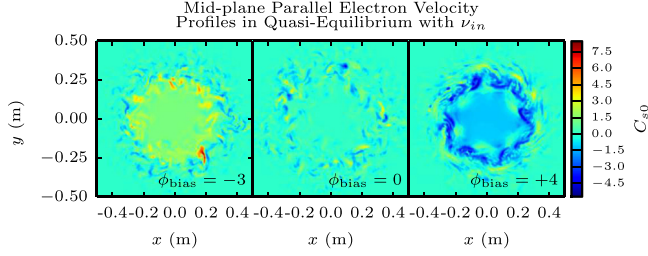 Mid-plane Parallel Electron Velocity
Profiles in Quasi-Equilibrium with ν_in
0.50
0.25
0.00
−0.25
−0.50
y (m)
ϕ_bias = −3
ϕ_bias = 0
ϕ_bias = +4
-0.4 -0.2 0.0 0.2 0.4
-0.4 -0.2 0.0 0.2 0.4
-0.4 -0.2 0.0 0.2 0.4
x (m)
x (m)
x (m)
7.5
6.0
4.5
3.0
1.5
0.0
−1.5
−3.0
−4.5
C_s0